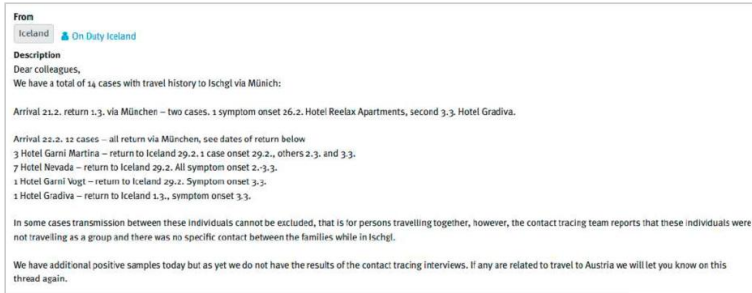 From
Iceland On Duty Iceland
Description
Dear colleagues,
We have a total of 14 cases with travel history to Ischgl via Münich:
Arrival 21.2. return 1.3. via München – two cases. 1 symptom onset 26.2. Hotel Reelax Apartments, second 3.3. Hotel Gradiva.
Arrival 22.2. 12 cases – all return via München, see dates of return below
3 Hotel Garni Martina – return to Iceland 29.2. 1 case onset 29.2., others 2.3. and 3.3.
7 Hotel Nevada – return to Iceland 29.2. All symptom onset 2.-3.3.
1 Hotel Garni Vogt – return to Iceland 29.2. Symptom onset 3.3.
1 Hotel Gradiva – return to Iceland 1.3., symptom onset 3.3.
In some cases transmission between these individuals cannot be excluded, that is for persons travelling together, however, the contact tracing team reports that these individuals were
not travelling as a group and there was no specific contact between the families while in Ischgl.
We have additional positive samples today but as yet we do not have the results of the contact tracing interviews. If any are related to travel to Austria we will let you know on this
thread again.